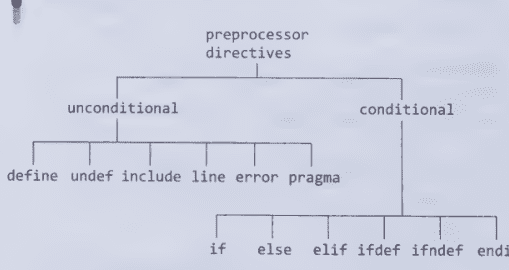 preprocessor
directives
unconditional
conditional
define undef include line error pragma
if else elif ifdef ifndef endi